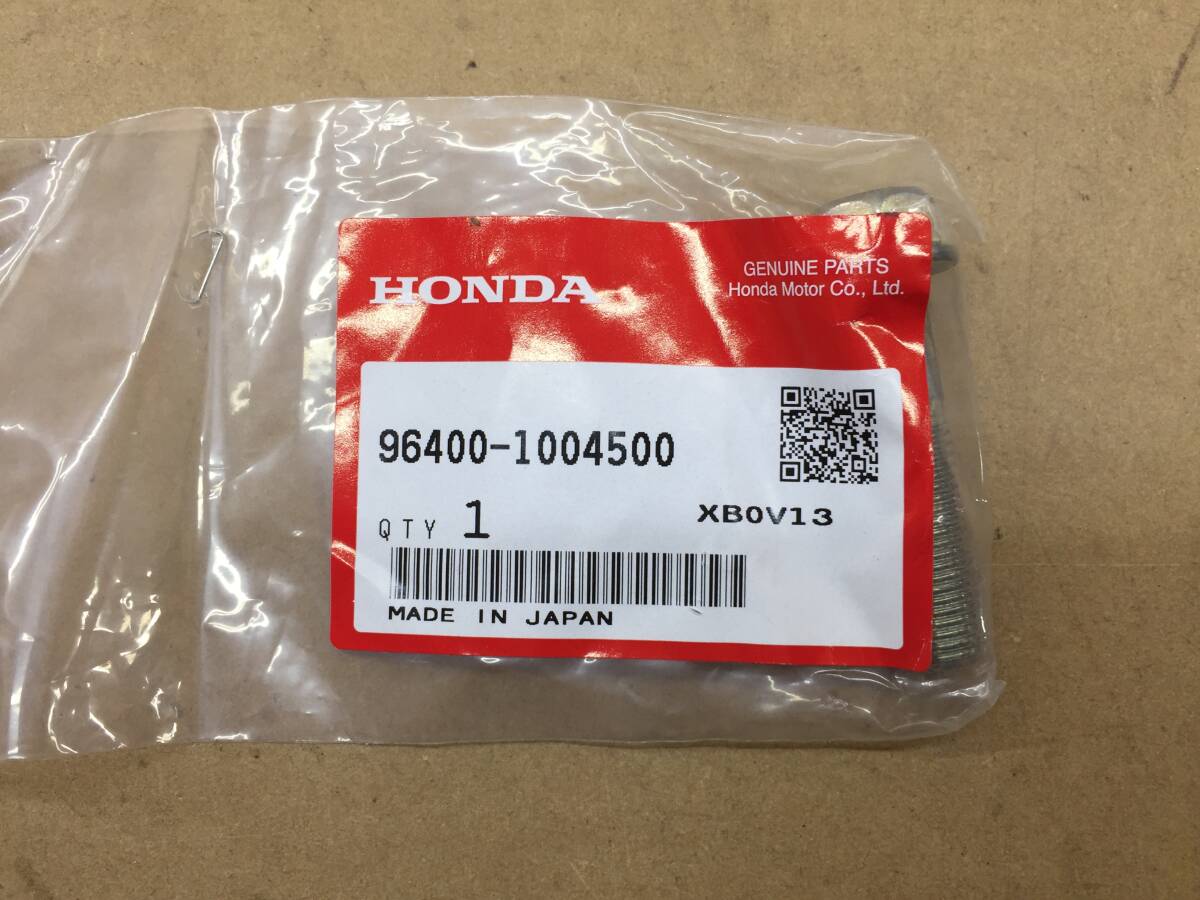 HONDA
GENUINE PARTS
Honda Motor Co., Ltd.
96400-1004500
QTY 1
XB0V13
MADE IN JAPAN